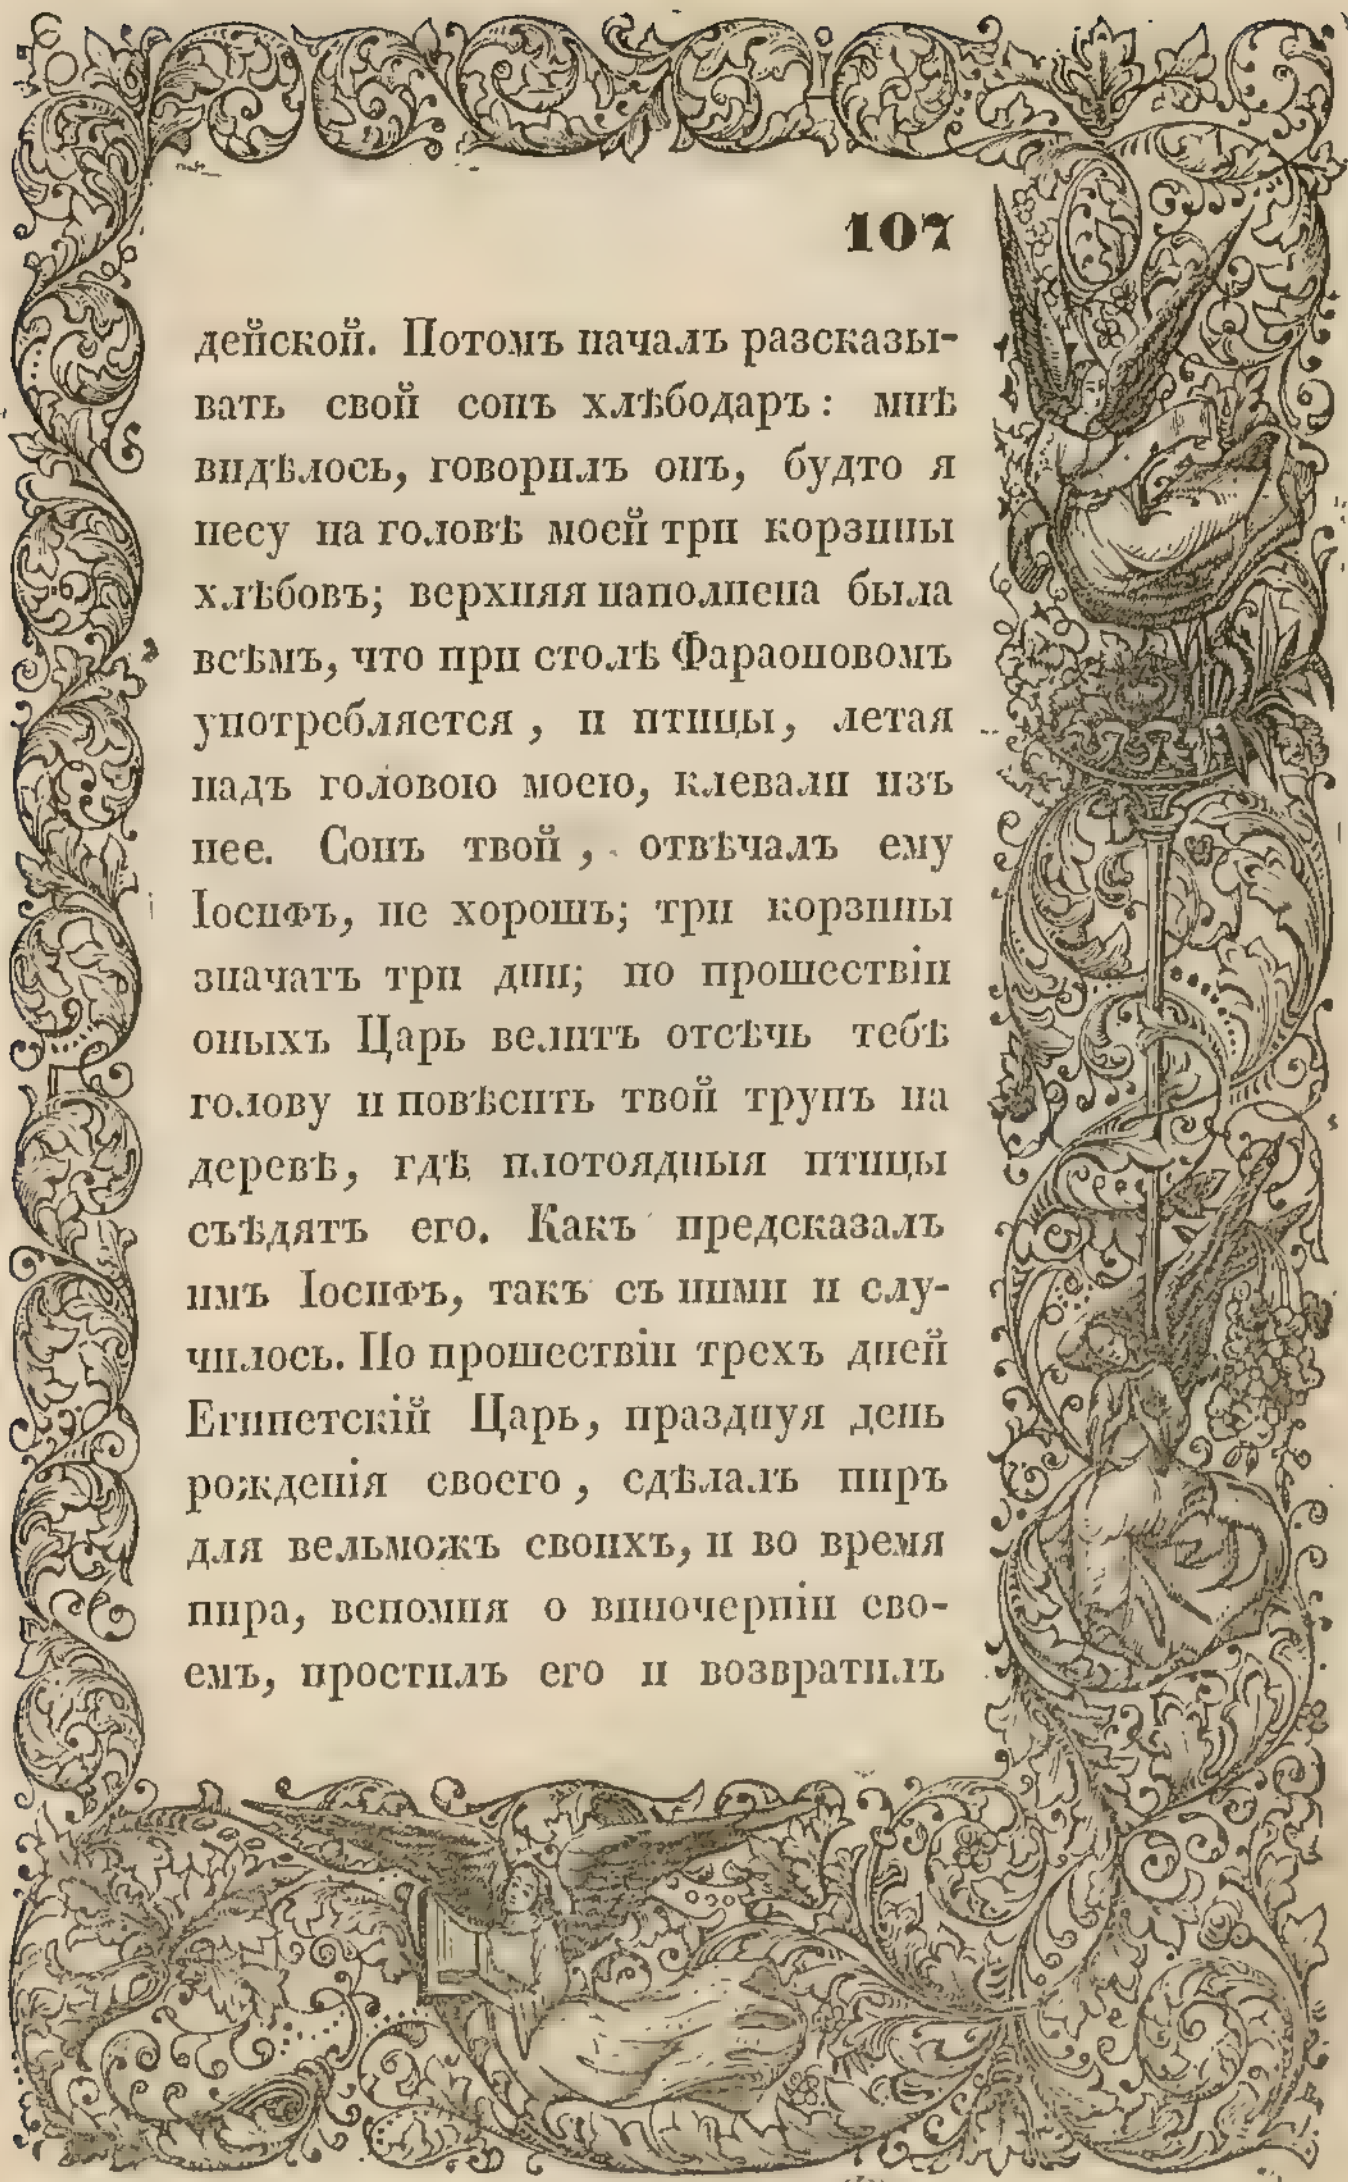 107
дейской. Потомъ началъ разсказы-
вать свой сонъ хлѣбодаръ: мнѣ
видѣлось, говорилъ онъ, будто я
несу на головѣ моей три корзины
хлѣбовъ; верхняя наполнена была
всѣмъ, что при столѣ Фараоновомъ
употребляется, и птицы, летая
надъ головою моею, клевали изъ
нее. Сонъ твой, отвѣчалъ ему
Іосифъ, не хорошъ; три корзины
значатъ три дни; по прошествіи
оныхъ Царь велитъ отсѣчь тебѣ
голову и повѣсить твой трупъ на
деревѣ, гдѣ плотоядныя птицы
съѣдятъ его. Какъ предсказалъ
имъ Іосифъ, такъ съ ними и слу-
чилось. По прошествіи трехъ дней
Египетскій Царь, празднуя день
рожденія своего, сдѣлалъ пиръ
для вельможъ своихъ, и во время
пира, вспомня о виночерпіи сво-
емъ, простилъ его и возвратилъ